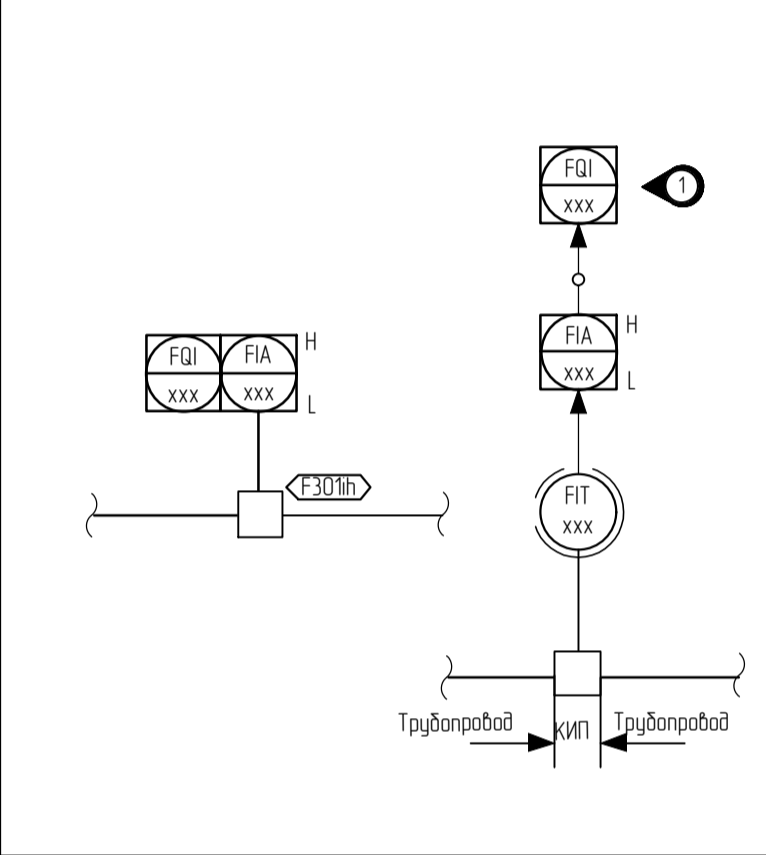 FQI
xxx
1
FIA
xxx
H
L
FQI
xxx
FIA
xxx
H
L
F301ih
FIT
xxx
Трубопровод
КИП
Трубопровод